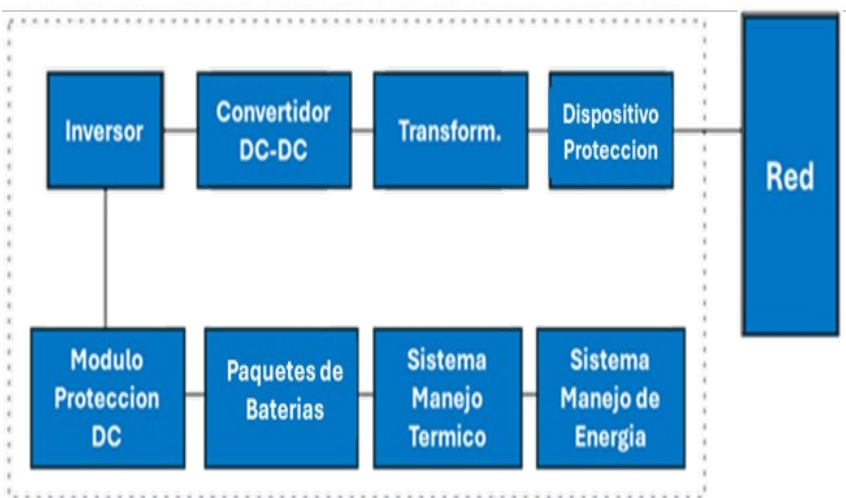 Inversor
Convertidor
DC-DC
Transform.
Dispositivo
Proteccion
Red
Modulo
Proteccion
DC
Paquetes de
Baterias
Sistema
Manejo
Termico
Sistema
Manejo de
Energia